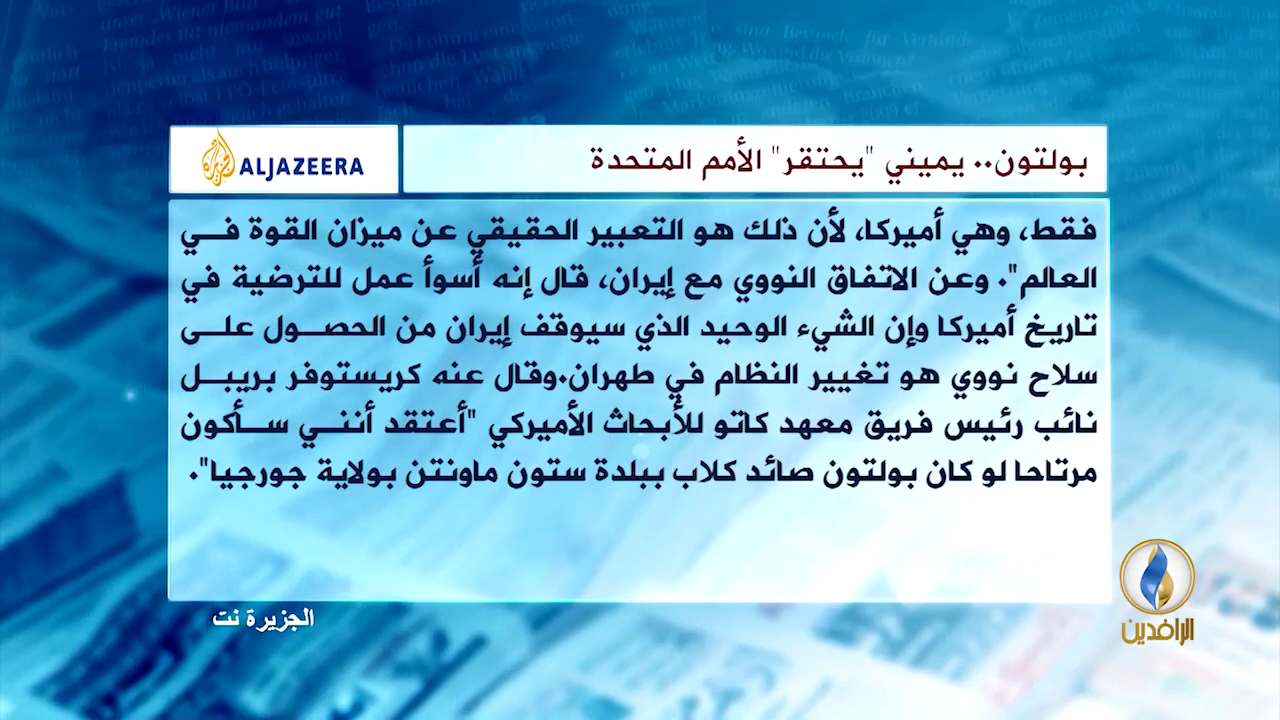 ALJAZEERA
بولتون.. يميني "يحتقر" الأمم المتحدة
فقط، وهي أميركا، لأن ذلك هو التعبير الحقيقي عن ميزان القوة في
العالم". وعن الاتفاق النووي مع إيران، قال إنه أسوأ عمل للترضية في
تاريخ أميركا وإن الشيء الوحيد الذي سيوقف إيران من الحصول على
سلاح نووي هو تغيير النظام في طهران.وقال عنه كريستوفر بريبل
نائب رئيس فريق معهد كاتو للأبحاث الأميركي "أعتقد أنني سأكون
مرتاحا لو كان بولتون صائد كلاب ببلدة ستون ماونتن بولاية جورجيا".
الجزيرة نت
الرافدين